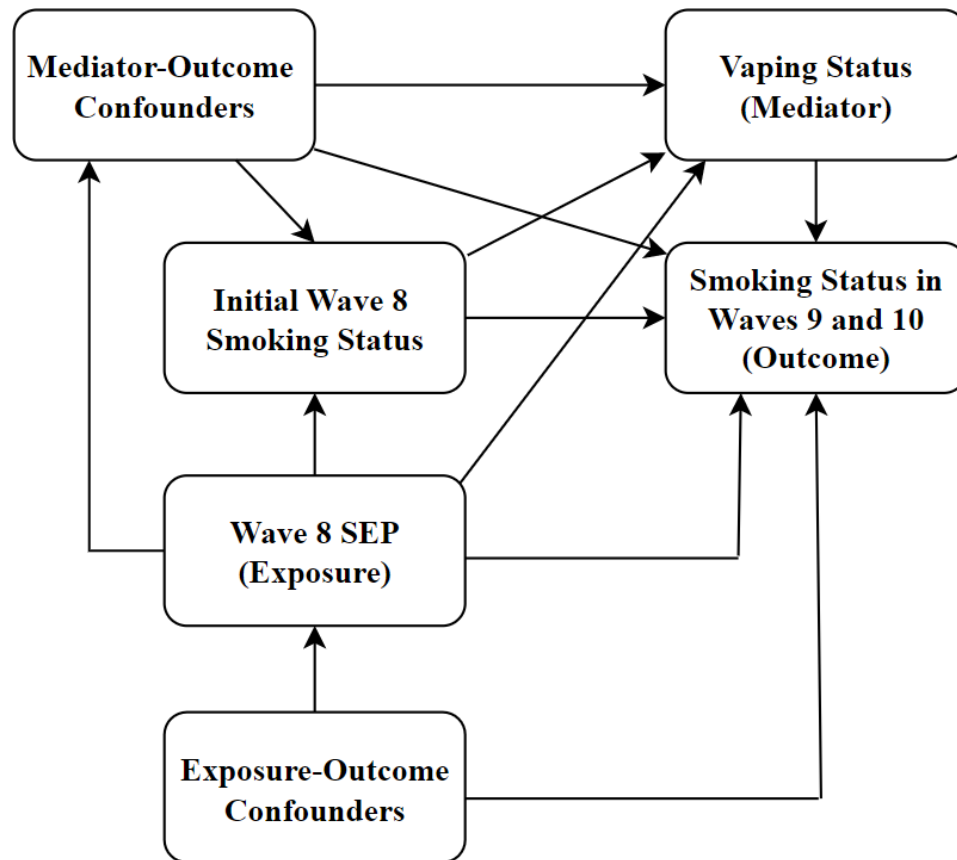 Mediator-Outcome
Confounders
Vaping Status
(Mediator)
Initial Wave 8
Smoking Status
Smoking Status in
Waves 9 and 10
(Outcome)
Wave 8 SEP
(Exposure)
Exposure-Outcome
Confounders